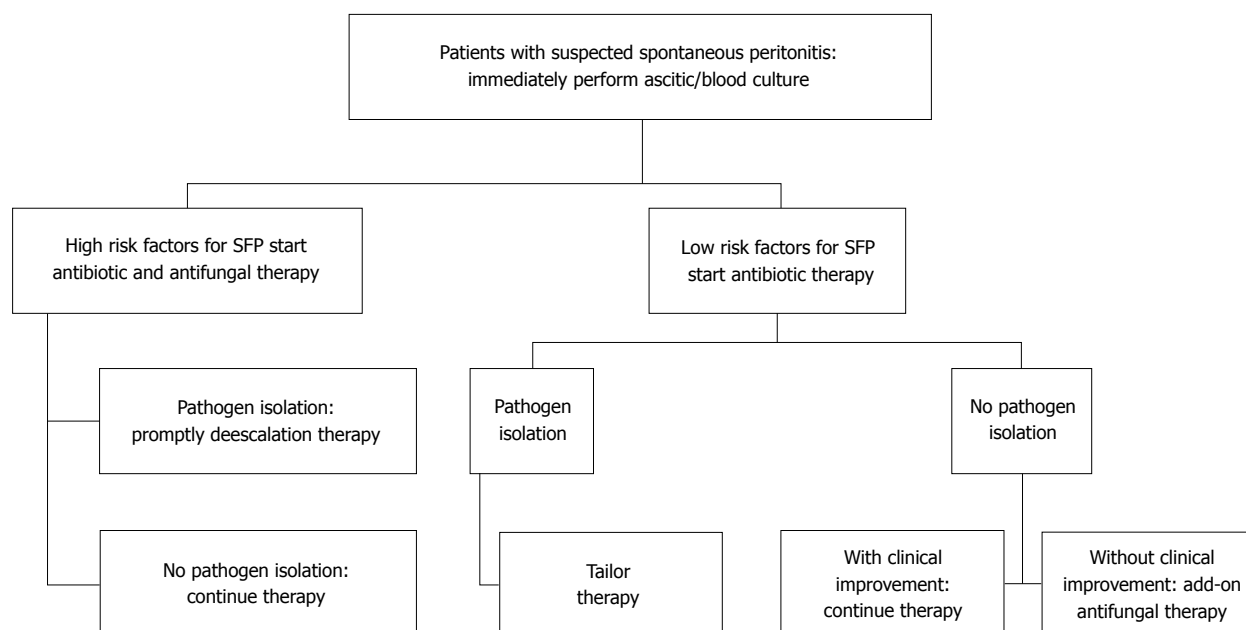 Patients with suspected spontaneous peritonitis:
immediately perform ascitic/blood culture
High risk factors for SFP start
antibiotic and antifungal therapy
Low risk factors for SFP
start antibiotic therapy
Pathogen isolation:
promptly deescalation therapy
Pathogen
isolation
No pathogen
isolation
No pathogen isolation:
continue therapy
Tailor
therapy
With clinical
improvement:
continue therapy
Without clinical
improvement: add-on
antifungal therapy